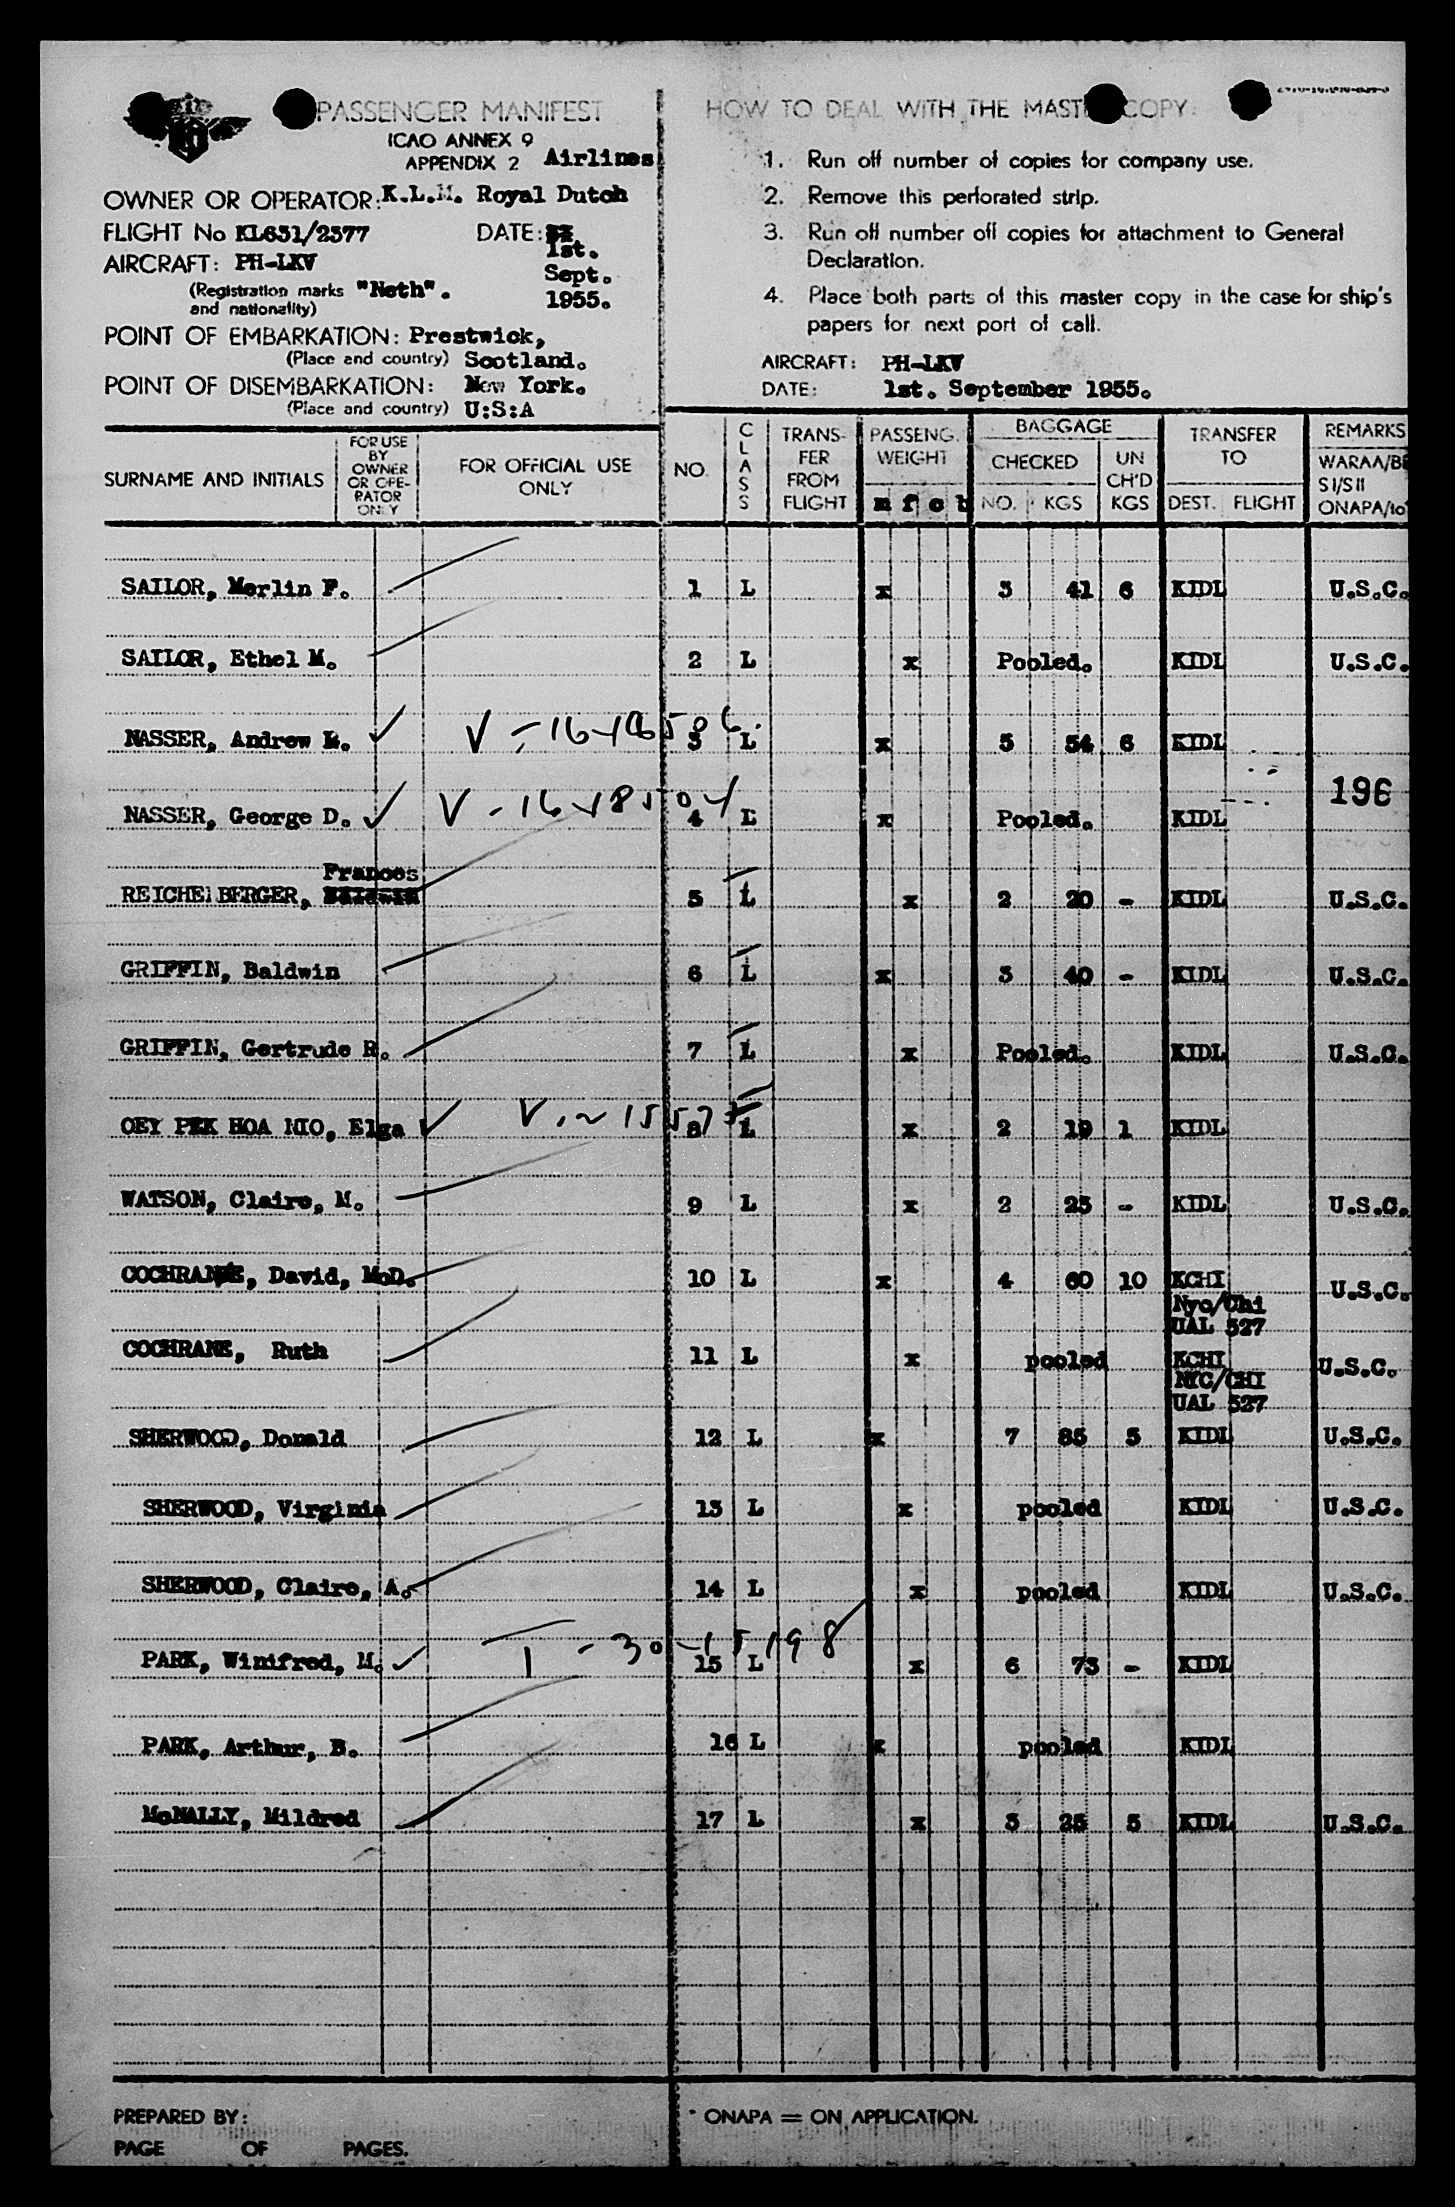 PASSENGER MANIFEST
ICAO ANNEX 9
APPENDIX 2 Airlines
OWNER OR OPERATOR: K.L.M. Royal Dutch
FLIGHT No KL631/2377 DATE: 1st.
AIRCRAFT: PH-LKV Sept.
(Registration marks and nationality) "Neth". 1955.
POINT OF EMBARKATION: Prestwick,
(Place and country) Scotland.
POINT OF DISEMBARKATION: New York.
(Place and country) U:S:A
HOW TO DEAL WITH THE MASTER COPY:
1. Run off number of copies for company use.
2. Remove this perforated strip.
3. Run off number off copies for attachment to General
Declaration.
4. Place both parts of this master copy in the case for ship's
papers for next port of call.
AIRCRAFT: PH-LKV
DATE: 1st. September 1955.
SURNAME AND INITIALS FOR USE BY OWNER OR OPERATOR ONLY FOR OFFICIAL USE ONLY NO. CLASS TRANSFER FROM FLIGHT PASSENG. WEIGHT m f c b BAGGAGE CHECKED NO. KGS UNCH'D KGS TRANSFER TO DEST. FLIGHT REMARKS WARAA/B SI/SII ONAPA/to
SAILOR, Merlin F. 1 L x 3 41 6 KIDL U.S.C.
SAILOR, Ethel M. 2 L x Pooled. KIDL U.S.C.
NASSER, Andrew L. V-16- 3 L x 5 54 6 KIDL
196
NASSER, George D. V-16- 4 L x Pooled. KIDL
Frances
REICHELBERGER, 5 L x 2 20 - KIDL U.S.C.
GRIFFIN, Baldwin 6 L x 3 40 - KIDL U.S.C.
GRIFFIN, Gertrude R. 7 L x Pooled. KIDL U.S.C.
OEY PEK HOA NIO, Elga V. 8 L x 2 19 1 KIDL
WATSON, Claire, M. 9 L x 2 23 - KIDL U.S.C.
COCHRANE, David, McD. 10 L x 4 60 10 KCHI U.S.C.
Nyc/Chi
UAL 527
COCHRANE, Ruth 11 L x pooled KCHI U.S.C.
NYC/CHI
UAL 527
SHERWOOD, Donald 12 L x 7 85 5 KIDL U.S.C.
SHERWOOD, Virginia 13 L x pooled KIDL U.S.C.
SHERWOOD, Claire, A. 14 L x pooled KIDL U.S.C.
PARK, Winifred, M. 1-30-15198 15 L x 6 73 - KIDL
PARK, Arthur, B. 16 L x pooled KIDL
McNALLY, Mildred 17 L x 3 25 5 KIDL U.S.C.
PREPARED BY:
PAGE OF PAGES.
* ONAPA = ON APPLICATION.